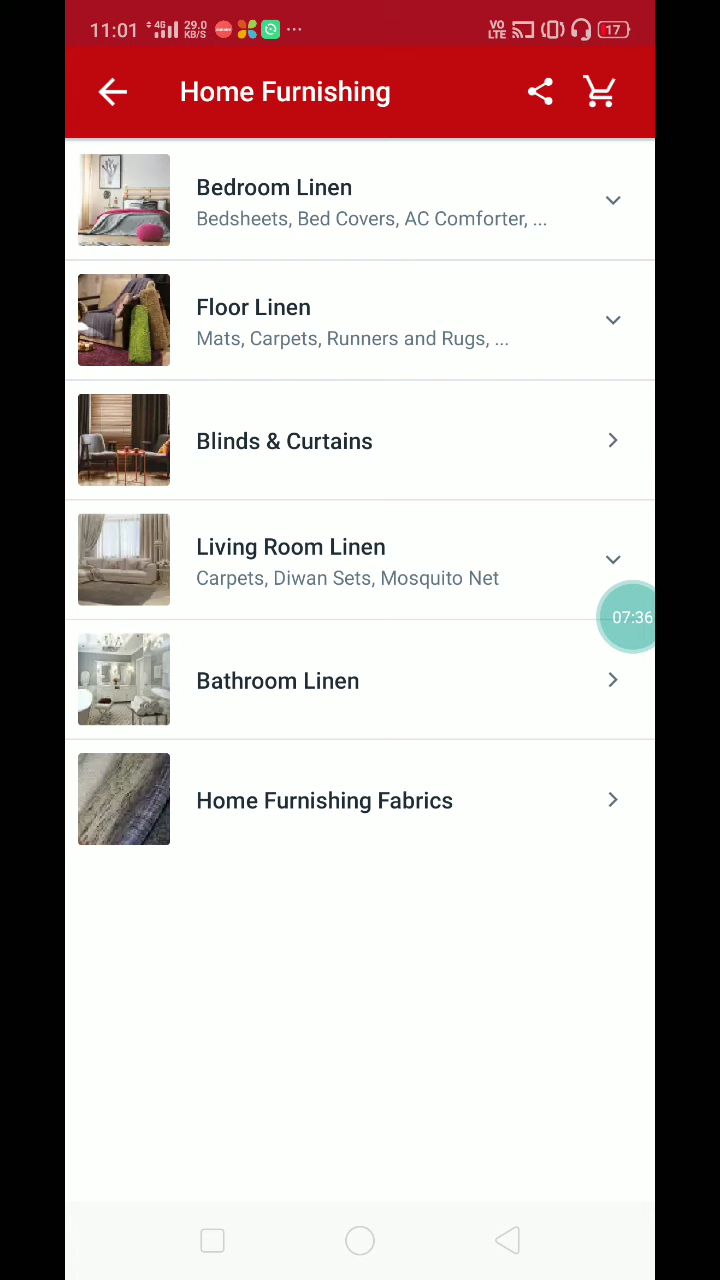 11:01 4G 29.0 KB/S ... VO LTE 17
Home Furnishing
Bedroom Linen
Bedsheets, Bed Covers, AC Comforter, ...
Floor Linen
Mats, Carpets, Runners and Rugs, ...
Blinds & Curtains
Living Room Linen
Carpets, Diwan Sets, Mosquito Net
07:36
Bathroom Linen
Home Furnishing Fabrics